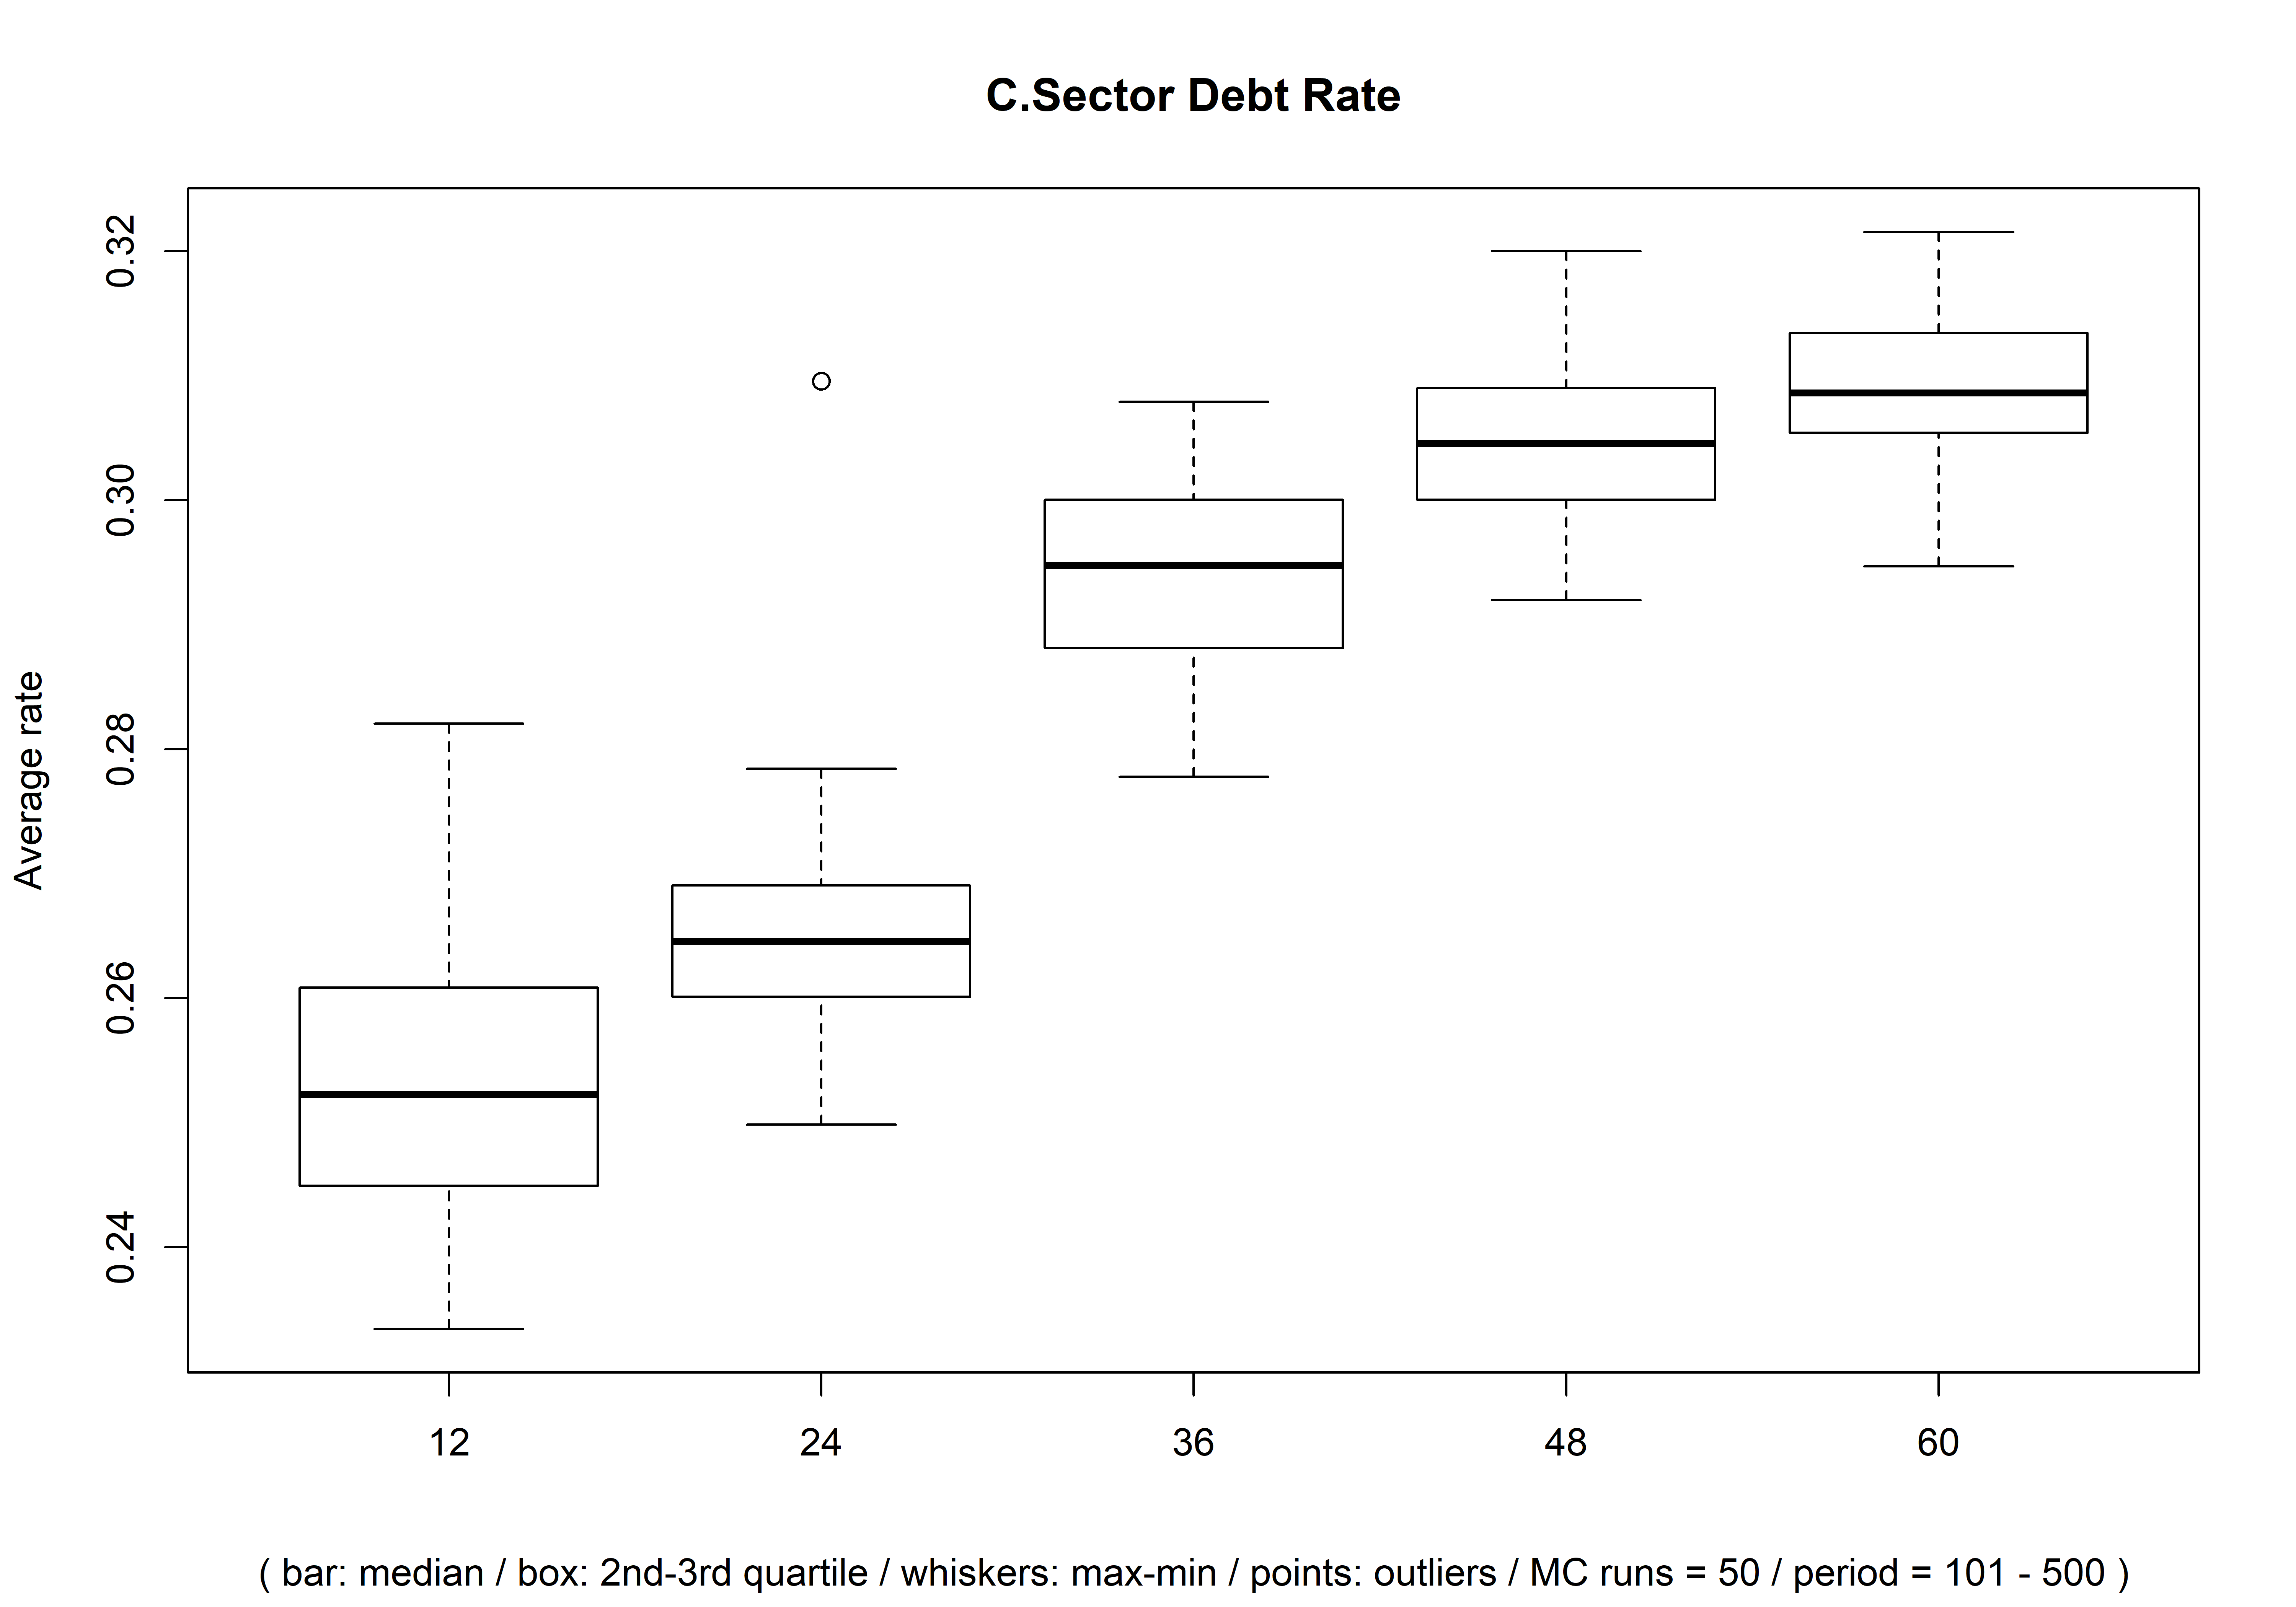 C.Sector Debt Rate
Average rate
0.32
0.30
0.28
0.26
0.24
12 24 36 48 60
( bar: median / box: 2nd-3rd quartile / whiskers: max-min / points: outliers / MC runs = 50 / period = 101 - 500 )